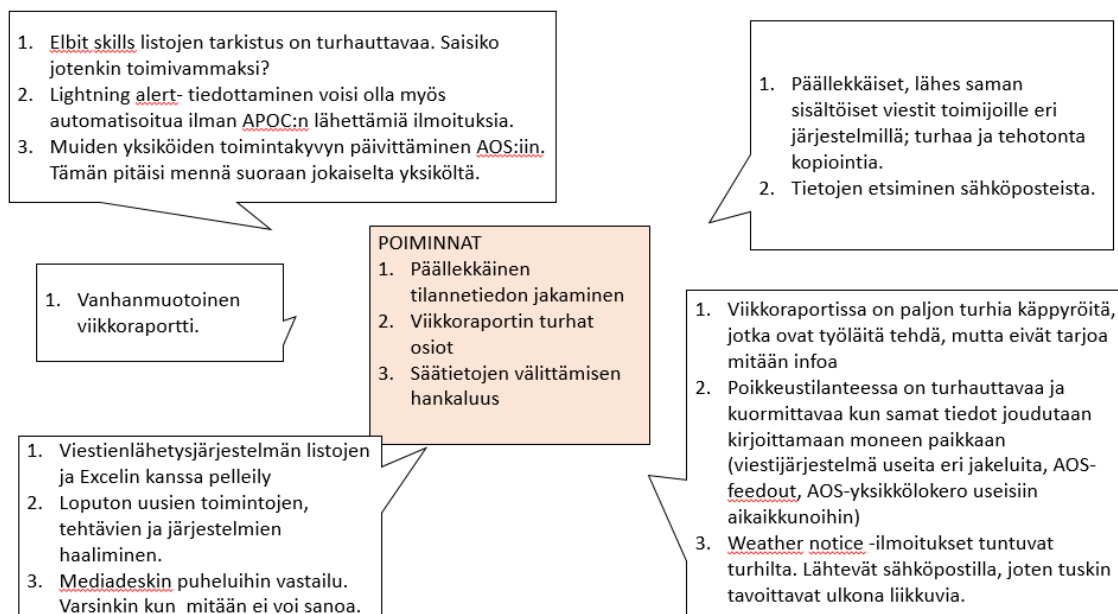 1. Elbit skills listojen tarkistus on turhauttavaa. Saisiko
jotenkin toimivammaksi?
2. Lightning alert- tiedottaminen voisi olla myös
automatisoitua ilman APOC:n lähettämiä ilmoituksia.
3. Muiden yksiköiden toimintakyvyn päivittäminen AOS:iin.
Tämän pitäisi mennä suoraan jokaiselta yksiköltä.
1. Päällekkäiset, lähes saman
sisältöiset viestit toimijoille eri
järjestelmillä; turhaa ja tehotonta
kopiointia.
2. Tietojen etsiminen sähköposteista.
1. Vanhanmuotoinen
viikkoraportti.
POIMINNAT
1. Päällekkäinen
tilannetiedon jakaminen
2. Viikkoraportin turhat
osiot
3. Säätietojen välittämisen
hankaluus
1. Viikkoraportissa on paljon turhia käppyröitä,
jotka ovat työläitä tehdä, mutta eivät tarjoa
mitään infoa
2. Poikkeustilanteessa on turhauttavaa ja
kuormittavaa kun samat tiedot joudutaan
kirjoittamaan moneen paikkaan
(viestijärjestelmä useita eri jakeluita, AOS-
feedout, AOS-yksikkölokero useisiin
aikaikkunoihin)
3. Weather notice -ilmoitukset tuntuvat
turhilta. Lähtevät sähköpostilla, joten tuskin
tavoittavat ulkona liikkuvia.
1. Viestienlähetysjärjestelmän listojen
ja Excelin kanssa pelleily
2. Loputon uusien toimintojen,
tehtävien ja järjestelmien
haaliminen.
3. Mediadeskin puheluihin vastailu.
Varsinkin kun  mitään ei voi sanoa.